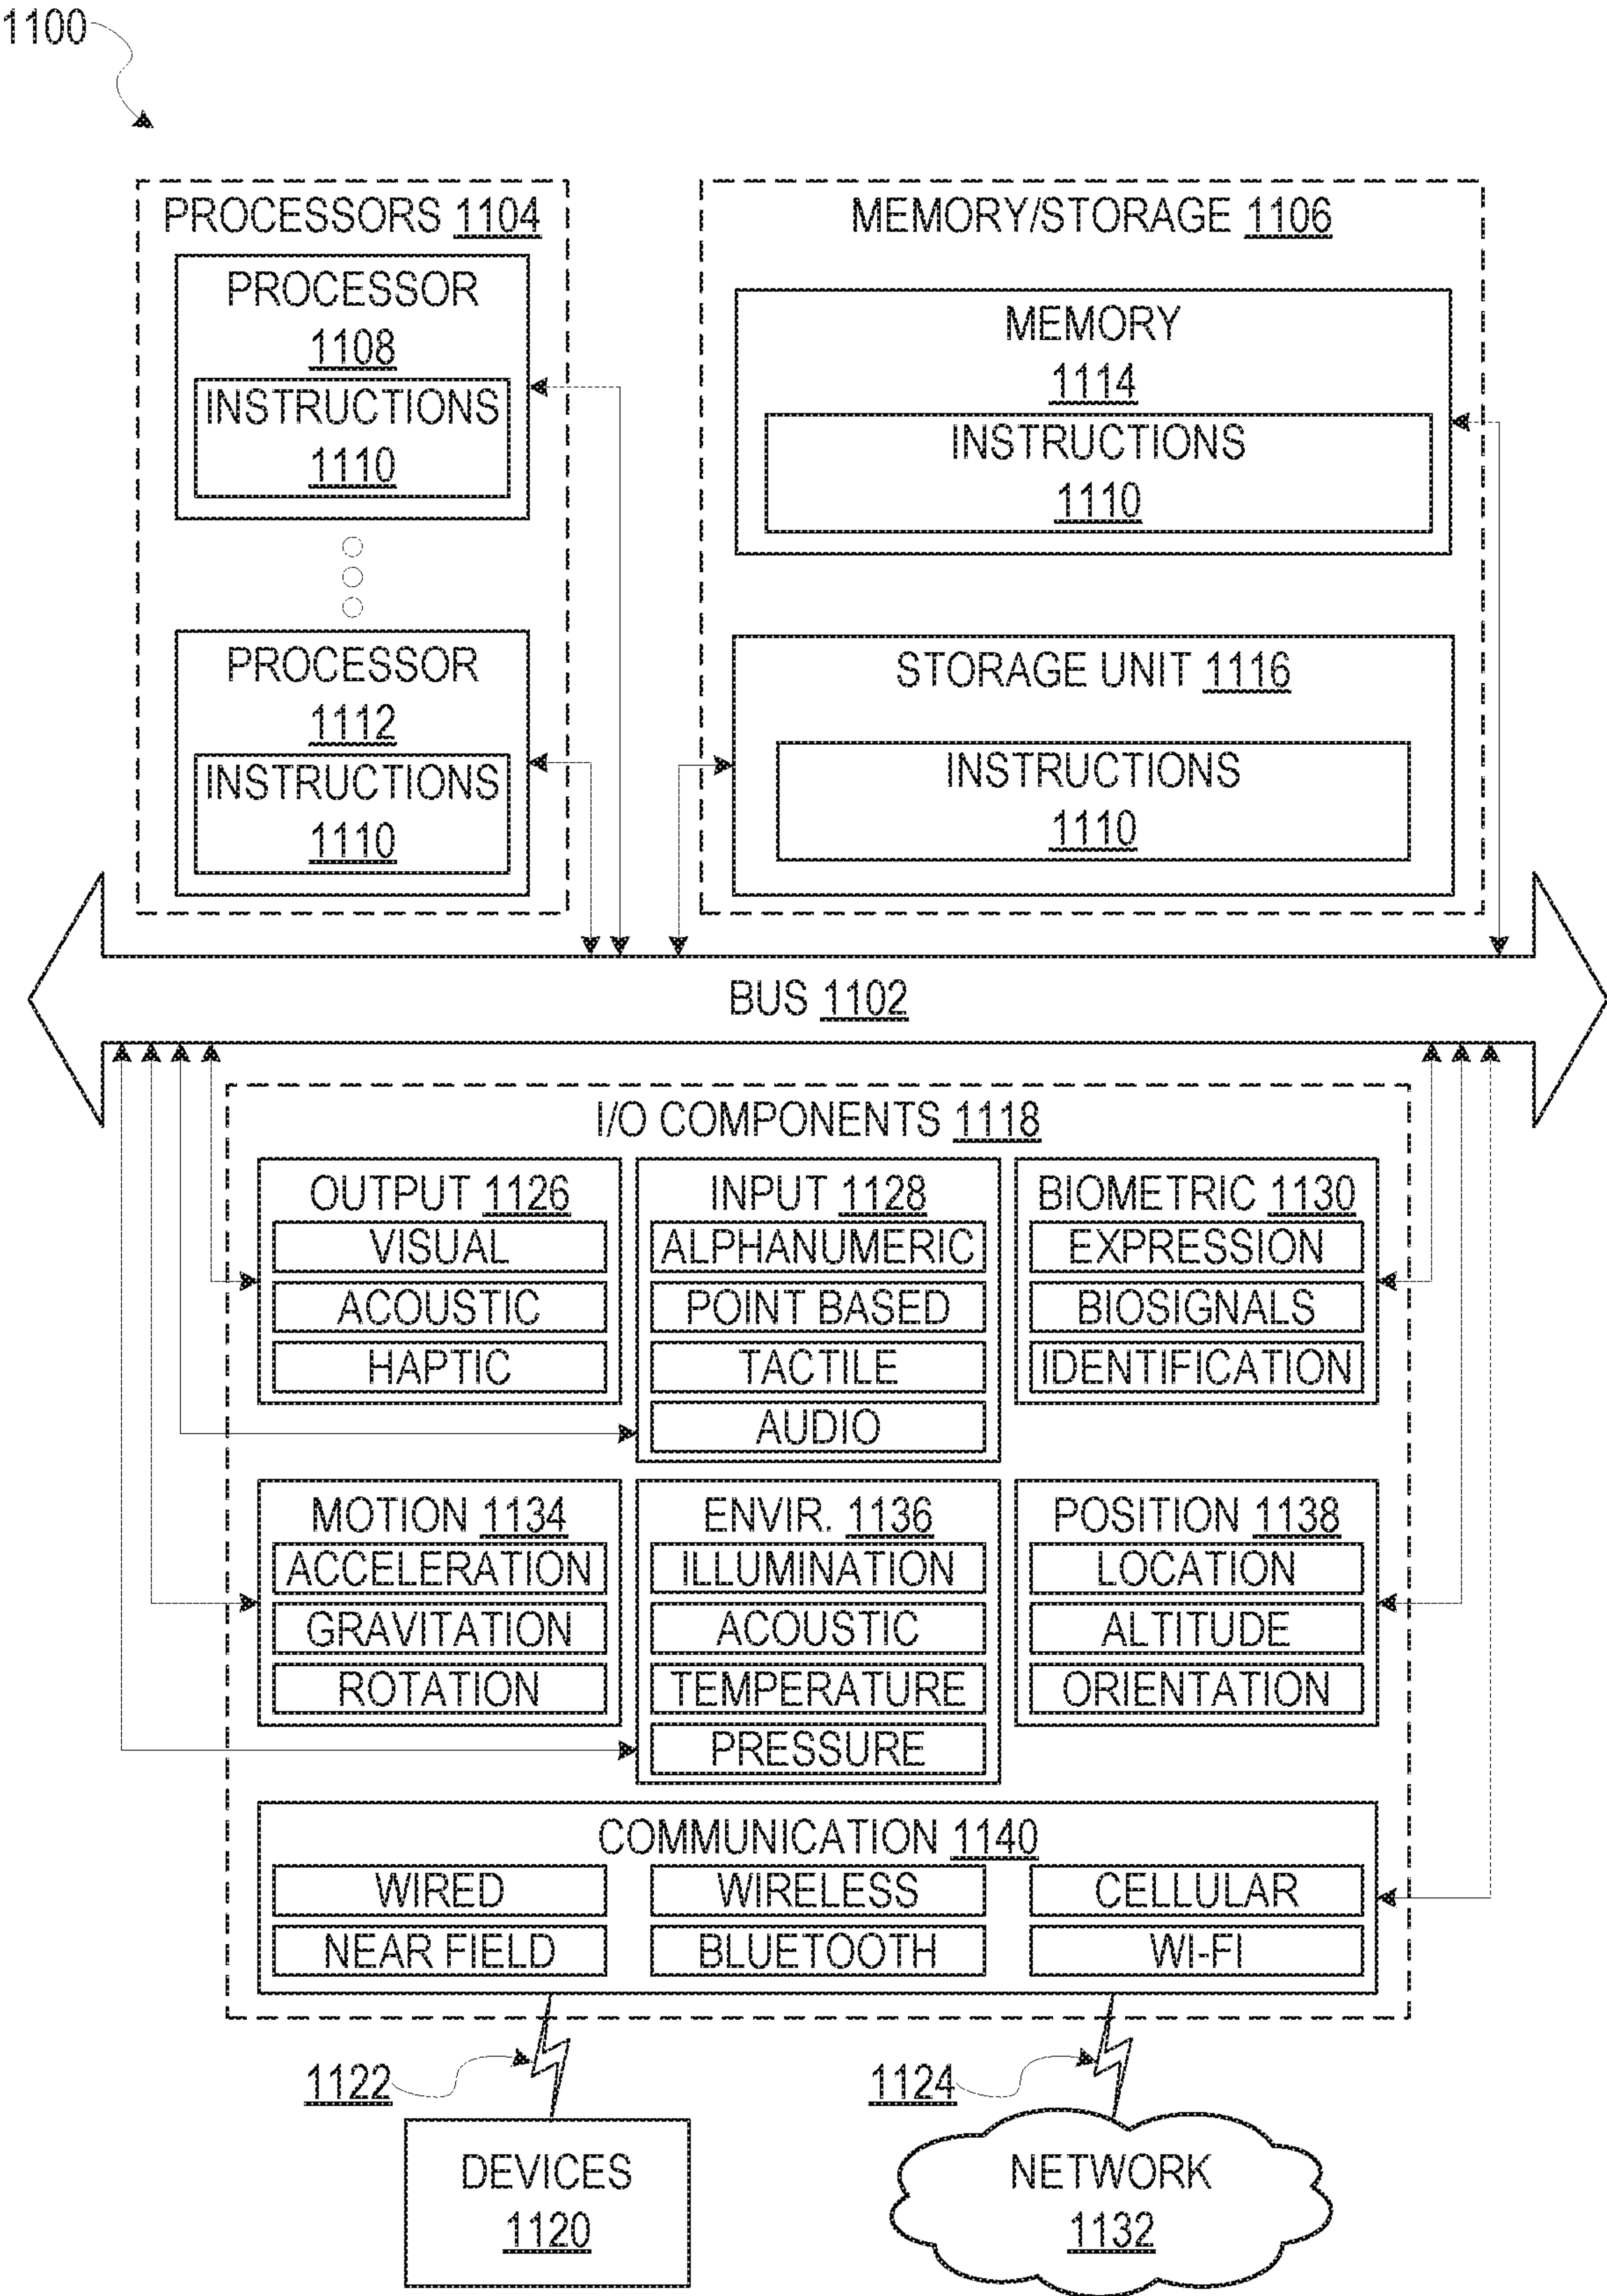 1100
PROCESSORS 1104
PROCESSOR
1108
INSTRUCTIONS
1110
PROCESSOR
1112
INSTRUCTIONS
1110
MEMORY/STORAGE 1106
MEMORY
1114
INSTRUCTIONS
1110
STORAGE UNIT 1116
INSTRUCTIONS
1110
BUS 1102
I/O COMPONENTS 1118
OUTPUT 1126
VISUAL
ACOUSTIC
HAPTIC
INPUT 1128
ALPHANUMERIC
POINT BASED
TACTILE
AUDIO
BIOMETRIC 1130
EXPRESSION
BIOSIGNALS
IDENTIFICATION
MOTION 1134
ACCELERATION
GRAVITATION
ROTATION
ENVIR. 1136
ILLUMINATION
ACOUSTIC
TEMPERATURE
PRESSURE
POSITION 1138
LOCATION
ALTITUDE
ORIENTATION
COMMUNICATION 1140
WIRED
WIRELESS
CELLULAR
NEAR FIELD
BLUETOOTH
WI-FI
1122
1124
DEVICES
1120
NETWORK
1132